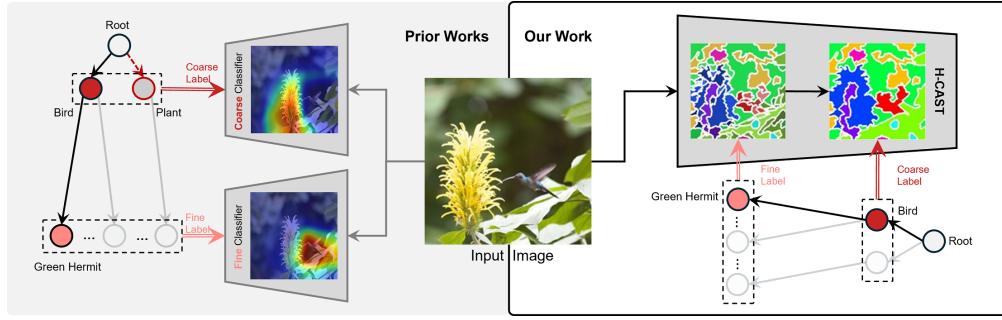 Prior Works
Our Work
Root
Coarse
Label
Bird
Plant
Coarse Classifier
Fine
Label
Fine Classifier
...
...
Green Hermit
Input Image
H-CAST
Fine
Label
Coarse
Label
Green Hermit
Bird
Root
...
...